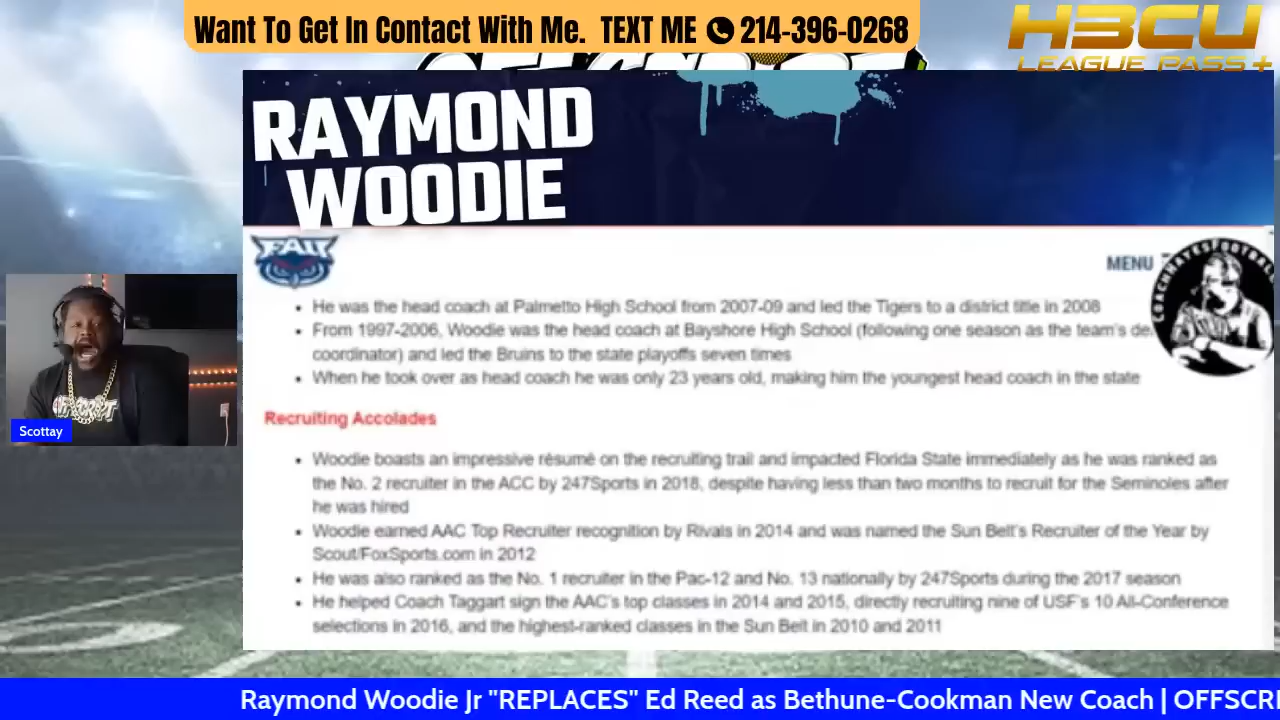 Want To Get In Contact With Me. TEXT ME 214-396-0268
HBCU
LEAGUE PASS+
RAYMOND
WOODIE
FAU
MENU
COACHHAYESFOOTBALL
He was the head coach at Palmetto High School from 2007-09 and led the Tigers to a district title in 2008
From 1997-2006, Woodie was the head coach at Bayshore High School (following one season as the team's de
coordinator) and led the Bruins to the state playoffs seven times
When he took over as head coach he was only 23 years old, making him the youngest head coach in the state
Recruiting Accolades
Woodie boasts an impressive résumé on the recruiting trail and impacted Florida State immediately as he was ranked as
the No. 2 recruiter in the ACC by 247Sports in 2018, despite having less than two months to recruit for the Seminoles after
he was hired
Woodie earned AAC Top Recruiter recognition by Rivals in 2014 and was named the Sun Belt's Recruiter of the Year by
Scout/FoxSports.com in 2012
He was also ranked as the No. 1 recruiter in the Pac-12 and No. 13 nationally by 247Sports during the 2017 season
He helped Coach Taggart sign the AAC's top classes in 2014 and 2015, directly recruiting nine of USF's 10 All-Conference
selections in 2016, and the highest-ranked classes in the Sun Belt in 2010 and 2011
Scottay
Raymond Woodie Jr "REPLACES" Ed Reed as Bethune-Cookman New Coach | OFFSCRI